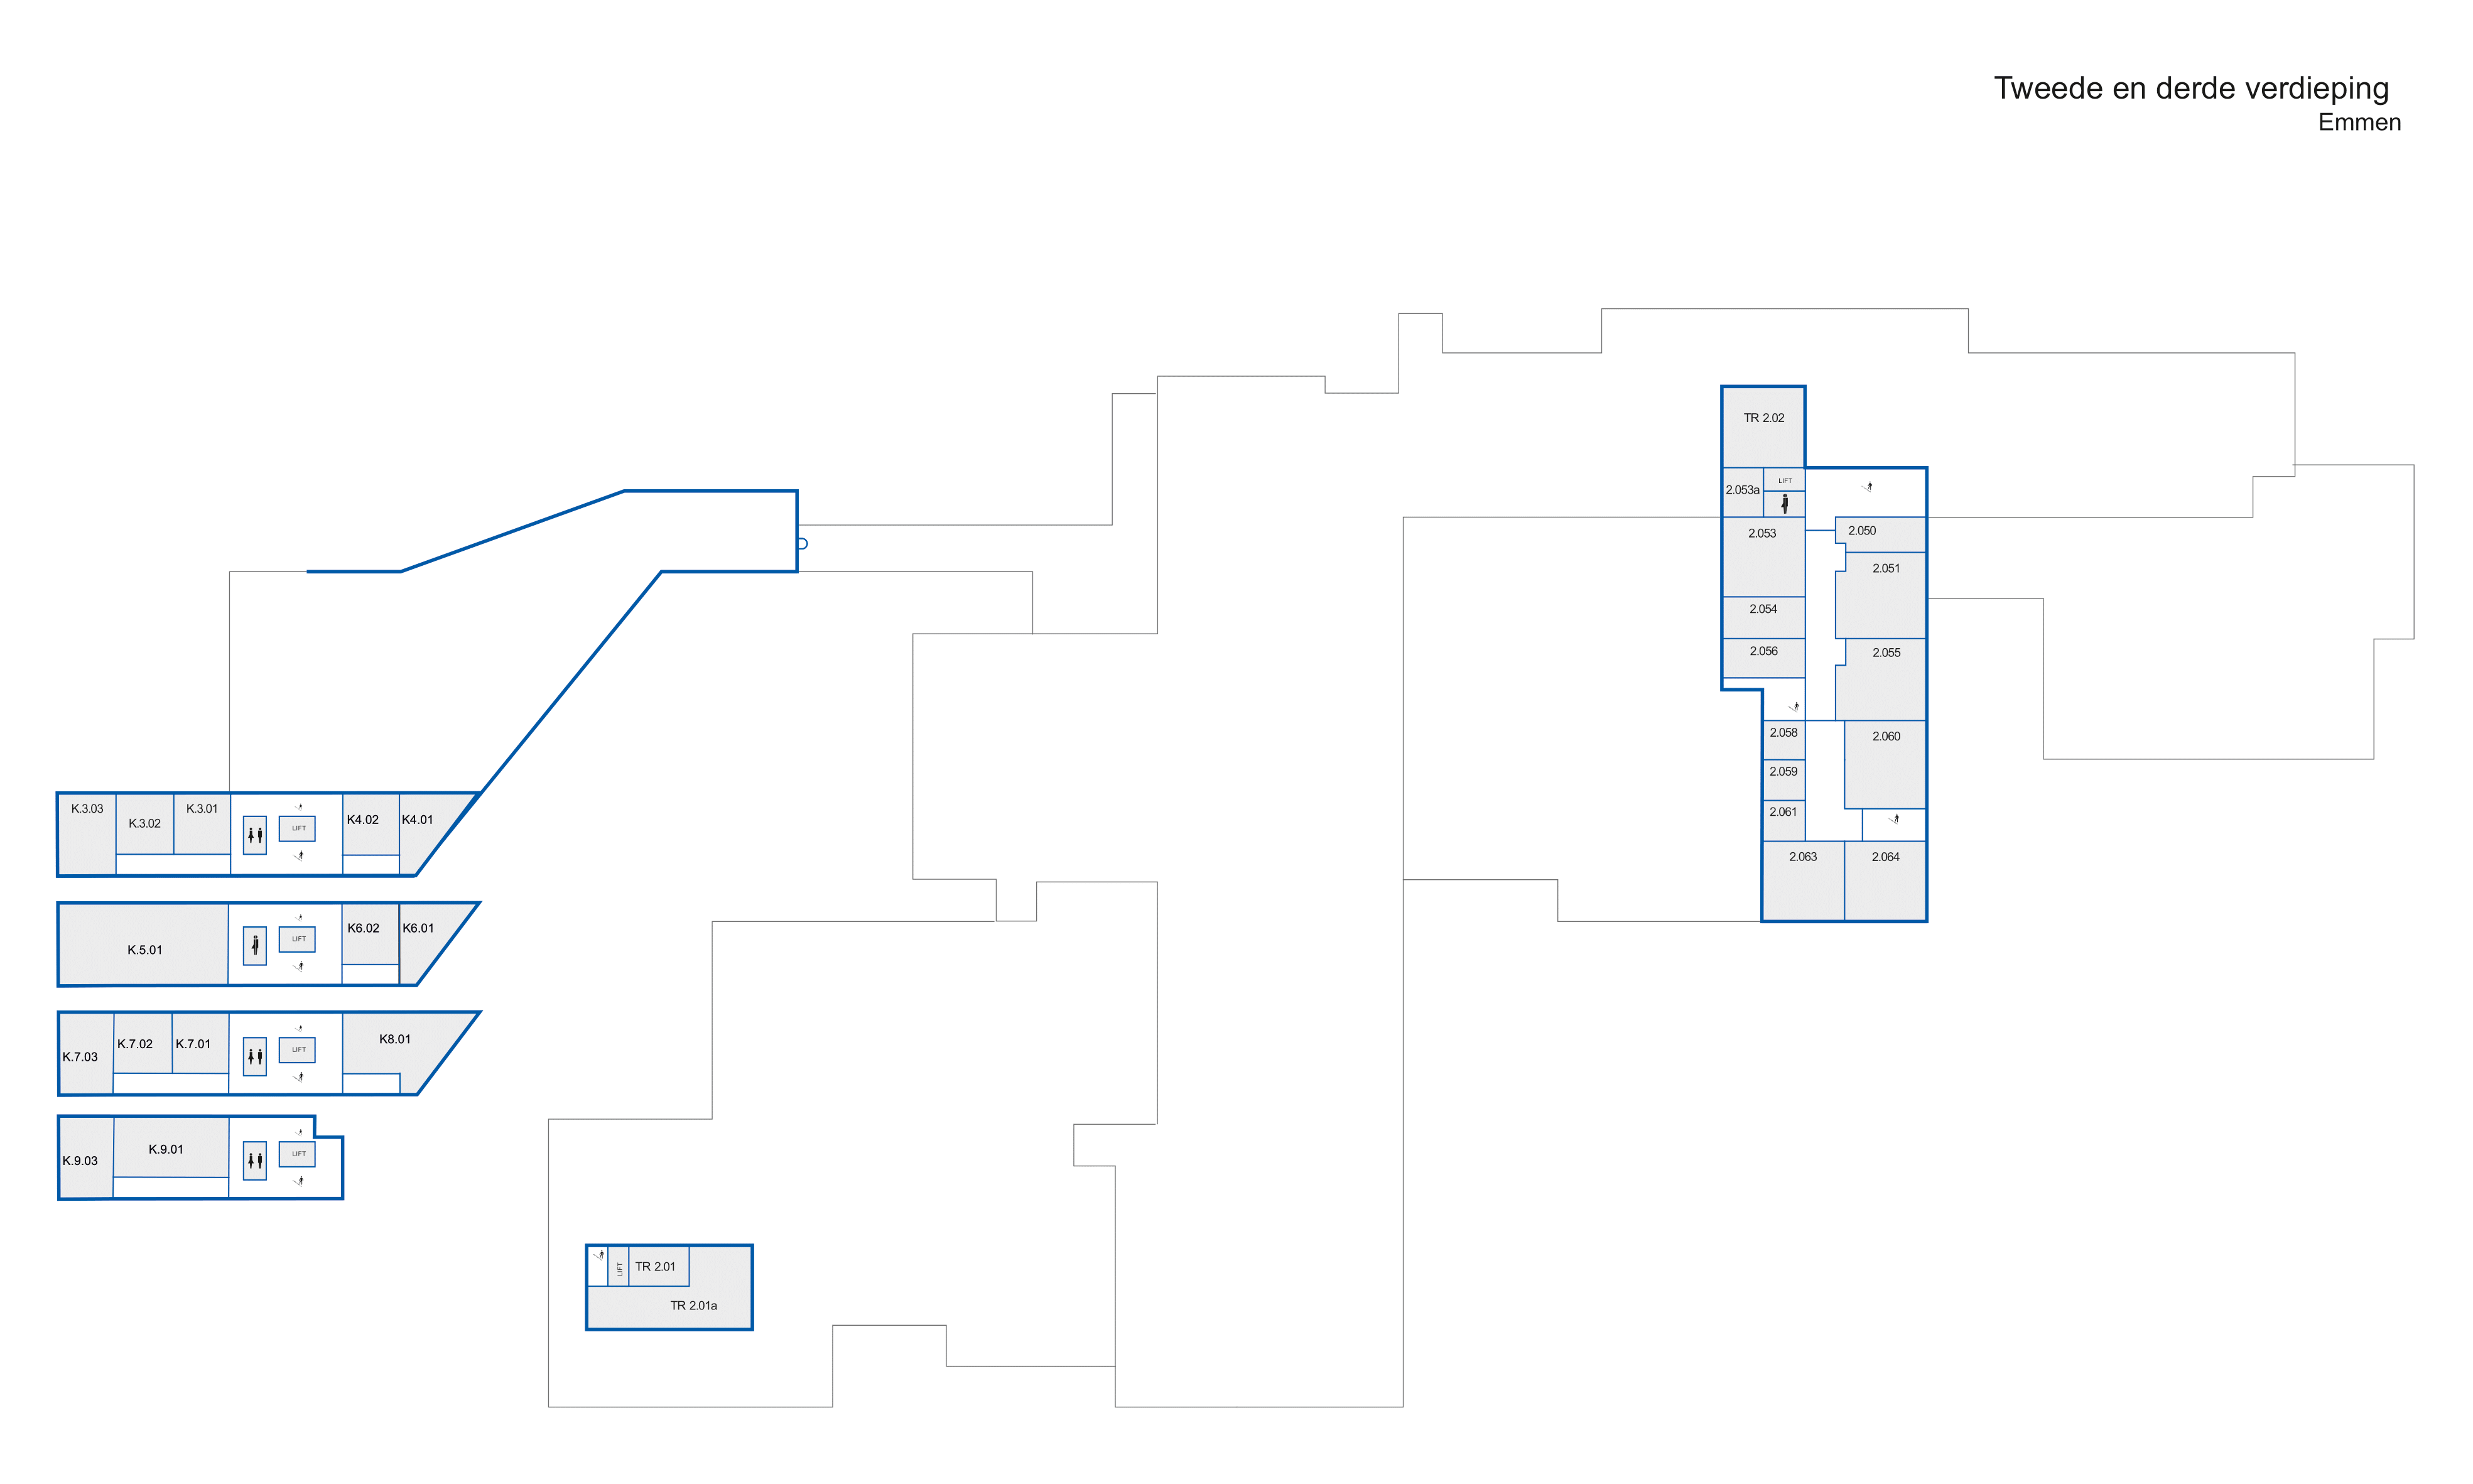 Tweede en derde verdieping
Emmen
TR 2.02
2.053a
LIFT
2.053
2.050
2.051
2.054
2.056
2.055
2.058
2.060
2.059
2.061
2.063
2.064
K.3.03
K.3.02
K.3.01
LIFT
K4.02
K4.01
K.5.01
LIFT
K6.02
K6.01
K.7.03
K.7.02
K.7.01
LIFT
K8.01
K.9.03
K.9.01
LIFT
LIFT
TR 2.01
TR 2.01a